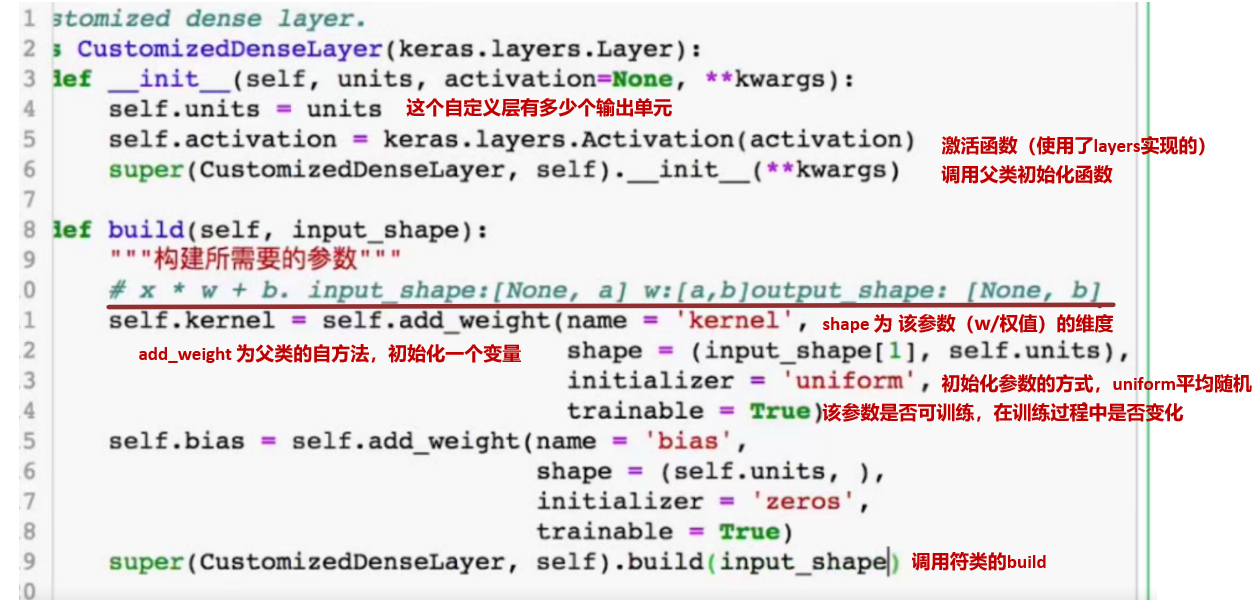 1 stomized dense layer.
2 s CustomizedDenseLayer(keras.layers.Layer):
3 def __init__(self, units, activation=None, **kwargs):
4 self.units = units 这个自定义层有多少个输出单元
5 self.activation = keras.layers.Activation(activation) 激活函数（使用了layers实现的）
6 super(CustomizedDenseLayer, self).__init__(**kwargs) 调用父类初始化函数
7
8 def build(self, input_shape):
9 """构建所需要的参数"""
0 # x * w + b. input_shape:[None, a] w:[a,b]output_shape: [None, b]
1 self.kernel = self.add_weight(name = 'kernel', shape 为 该参数（w/权值）的维度
2 add_weight 为父类的自方法，初始化一个变量 shape = (input_shape[1], self.units),
3 initializer = 'uniform', 初始化参数的方式，uniform平均随机
4 trainable = True) 该参数是否可训练，在训练过程中是否变化
5 self.bias = self.add_weight(name = 'bias',
6 shape = (self.units, ),
7 initializer = 'zeros',
8 trainable = True)
9 super(CustomizedDenseLayer, self).build(input_shape) 调用符类的build
0